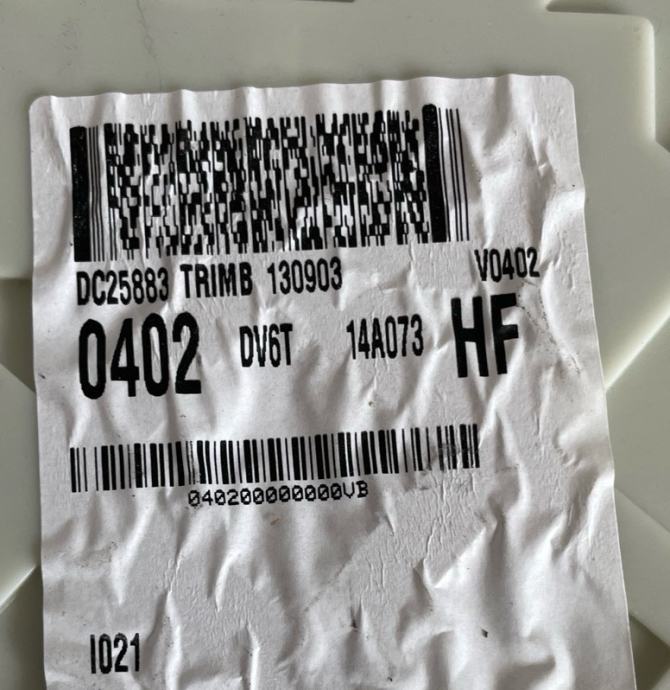 DC25883 TRIMB 130903 V0402
0402 DV6T 14A073 HF
040200000000VB
I021